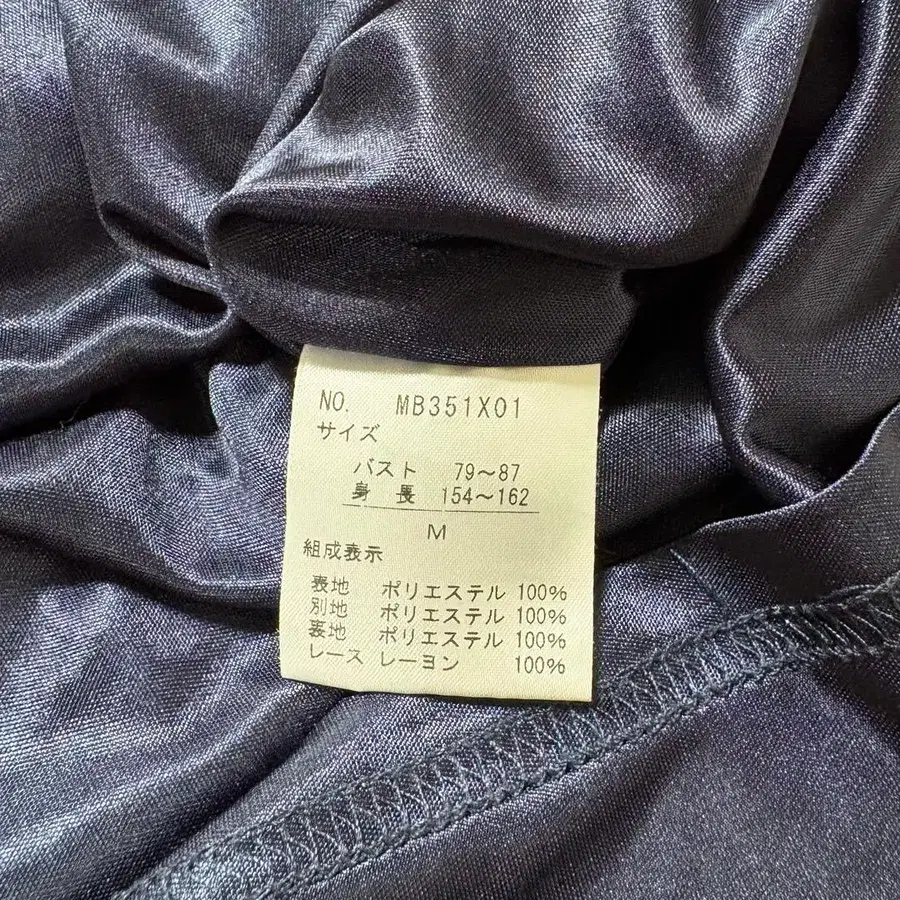 NO. MB351X01
サイズ
バスト 79～87
身長 154～162
M
組成表示
表地 ポリエステル 100%
別地 ポリエステル 100%
裏地 ポリエステル 100%
レース レーヨン 100%